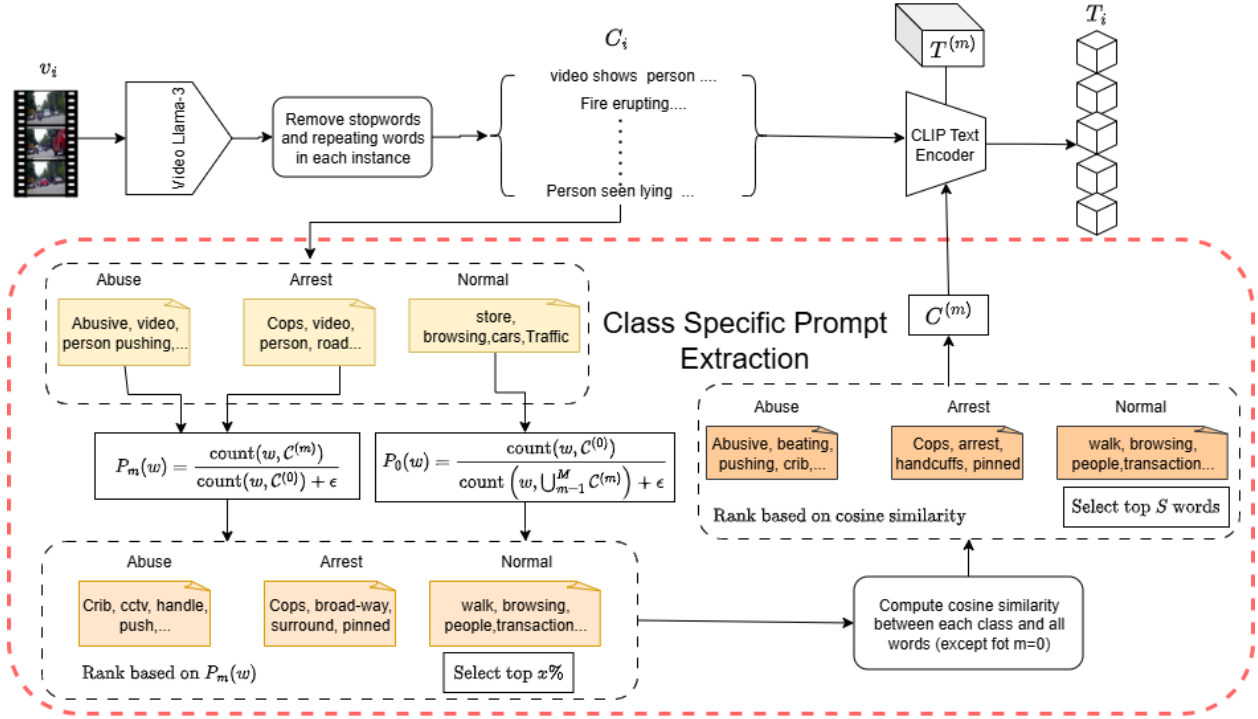 v_i
Video Llama-3
Remove stopwords
and repeating words
in each instance
C_i
video shows person ....
Fire erupting....
Person seen lying ...
T^{(m)}
CLIP Text
Encoder
T_i
Abuse
Arrest
Normal
Abusive, video,
person pushing,...
Cops, video,
person, road...
store,
browsing,cars,Traffic
Class Specific Prompt
Extraction
P_m(w) = \frac{count(w, C^{(m)})}{count(w, C^{(0)}) + ϵ}
P_0(w) = \frac{count(w, C^{(0)})}{count(w, ⋃_{m-1}^{M} C^{(m)}) + ϵ}
Abuse
Arrest
Normal
Crib, cctv, handle,
push,...
Cops, broad-way,
surround, pinned
walk, browsing,
people,transaction...
Rank based on P_m(w)
Select top x%
Compute cosine similarity
between each class and all
words (except fot m=0)
Abuse
Arrest
Normal
Abusive, beating,
pushing, crib,...
Cops, arrest,
handcuffs, pinned
walk, browsing,
people,transaction...
Rank based on cosine similarity
Select top S words
C^{(m)}